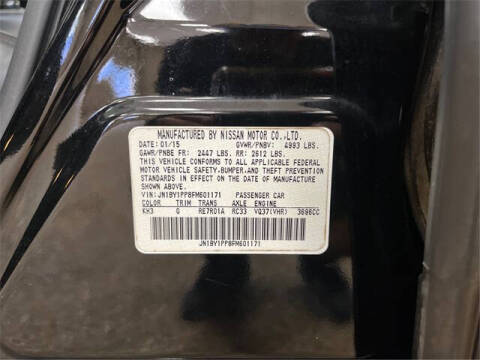 MANUFACTURED BY NISSAN MOTOR CO.,LTD.
DATE: 01/15 GVWR/PNBV: 4993 LBS.
GAWR/PNBE FR: 2447 LBS. RR: 2612 LBS.
THIS VEHICLE CONFORMS TO ALL APPLICABLE FEDERAL
MOTOR VEHICLE SAFETY,BUMPER,AND THEFT PREVENTION
STANDARDS IN EFFECT ON THE DATE OF MANUFACTURE
SHOWN ABOVE.
VIN: JN1BY1PP8FM601171 PASSENGER CAR
COLOR TRIM TRANS AXLE ENGINE
KH3 G RE7R01A RC33 VQ37(VHR) 3696CC
JN1BY1PP8FM601171